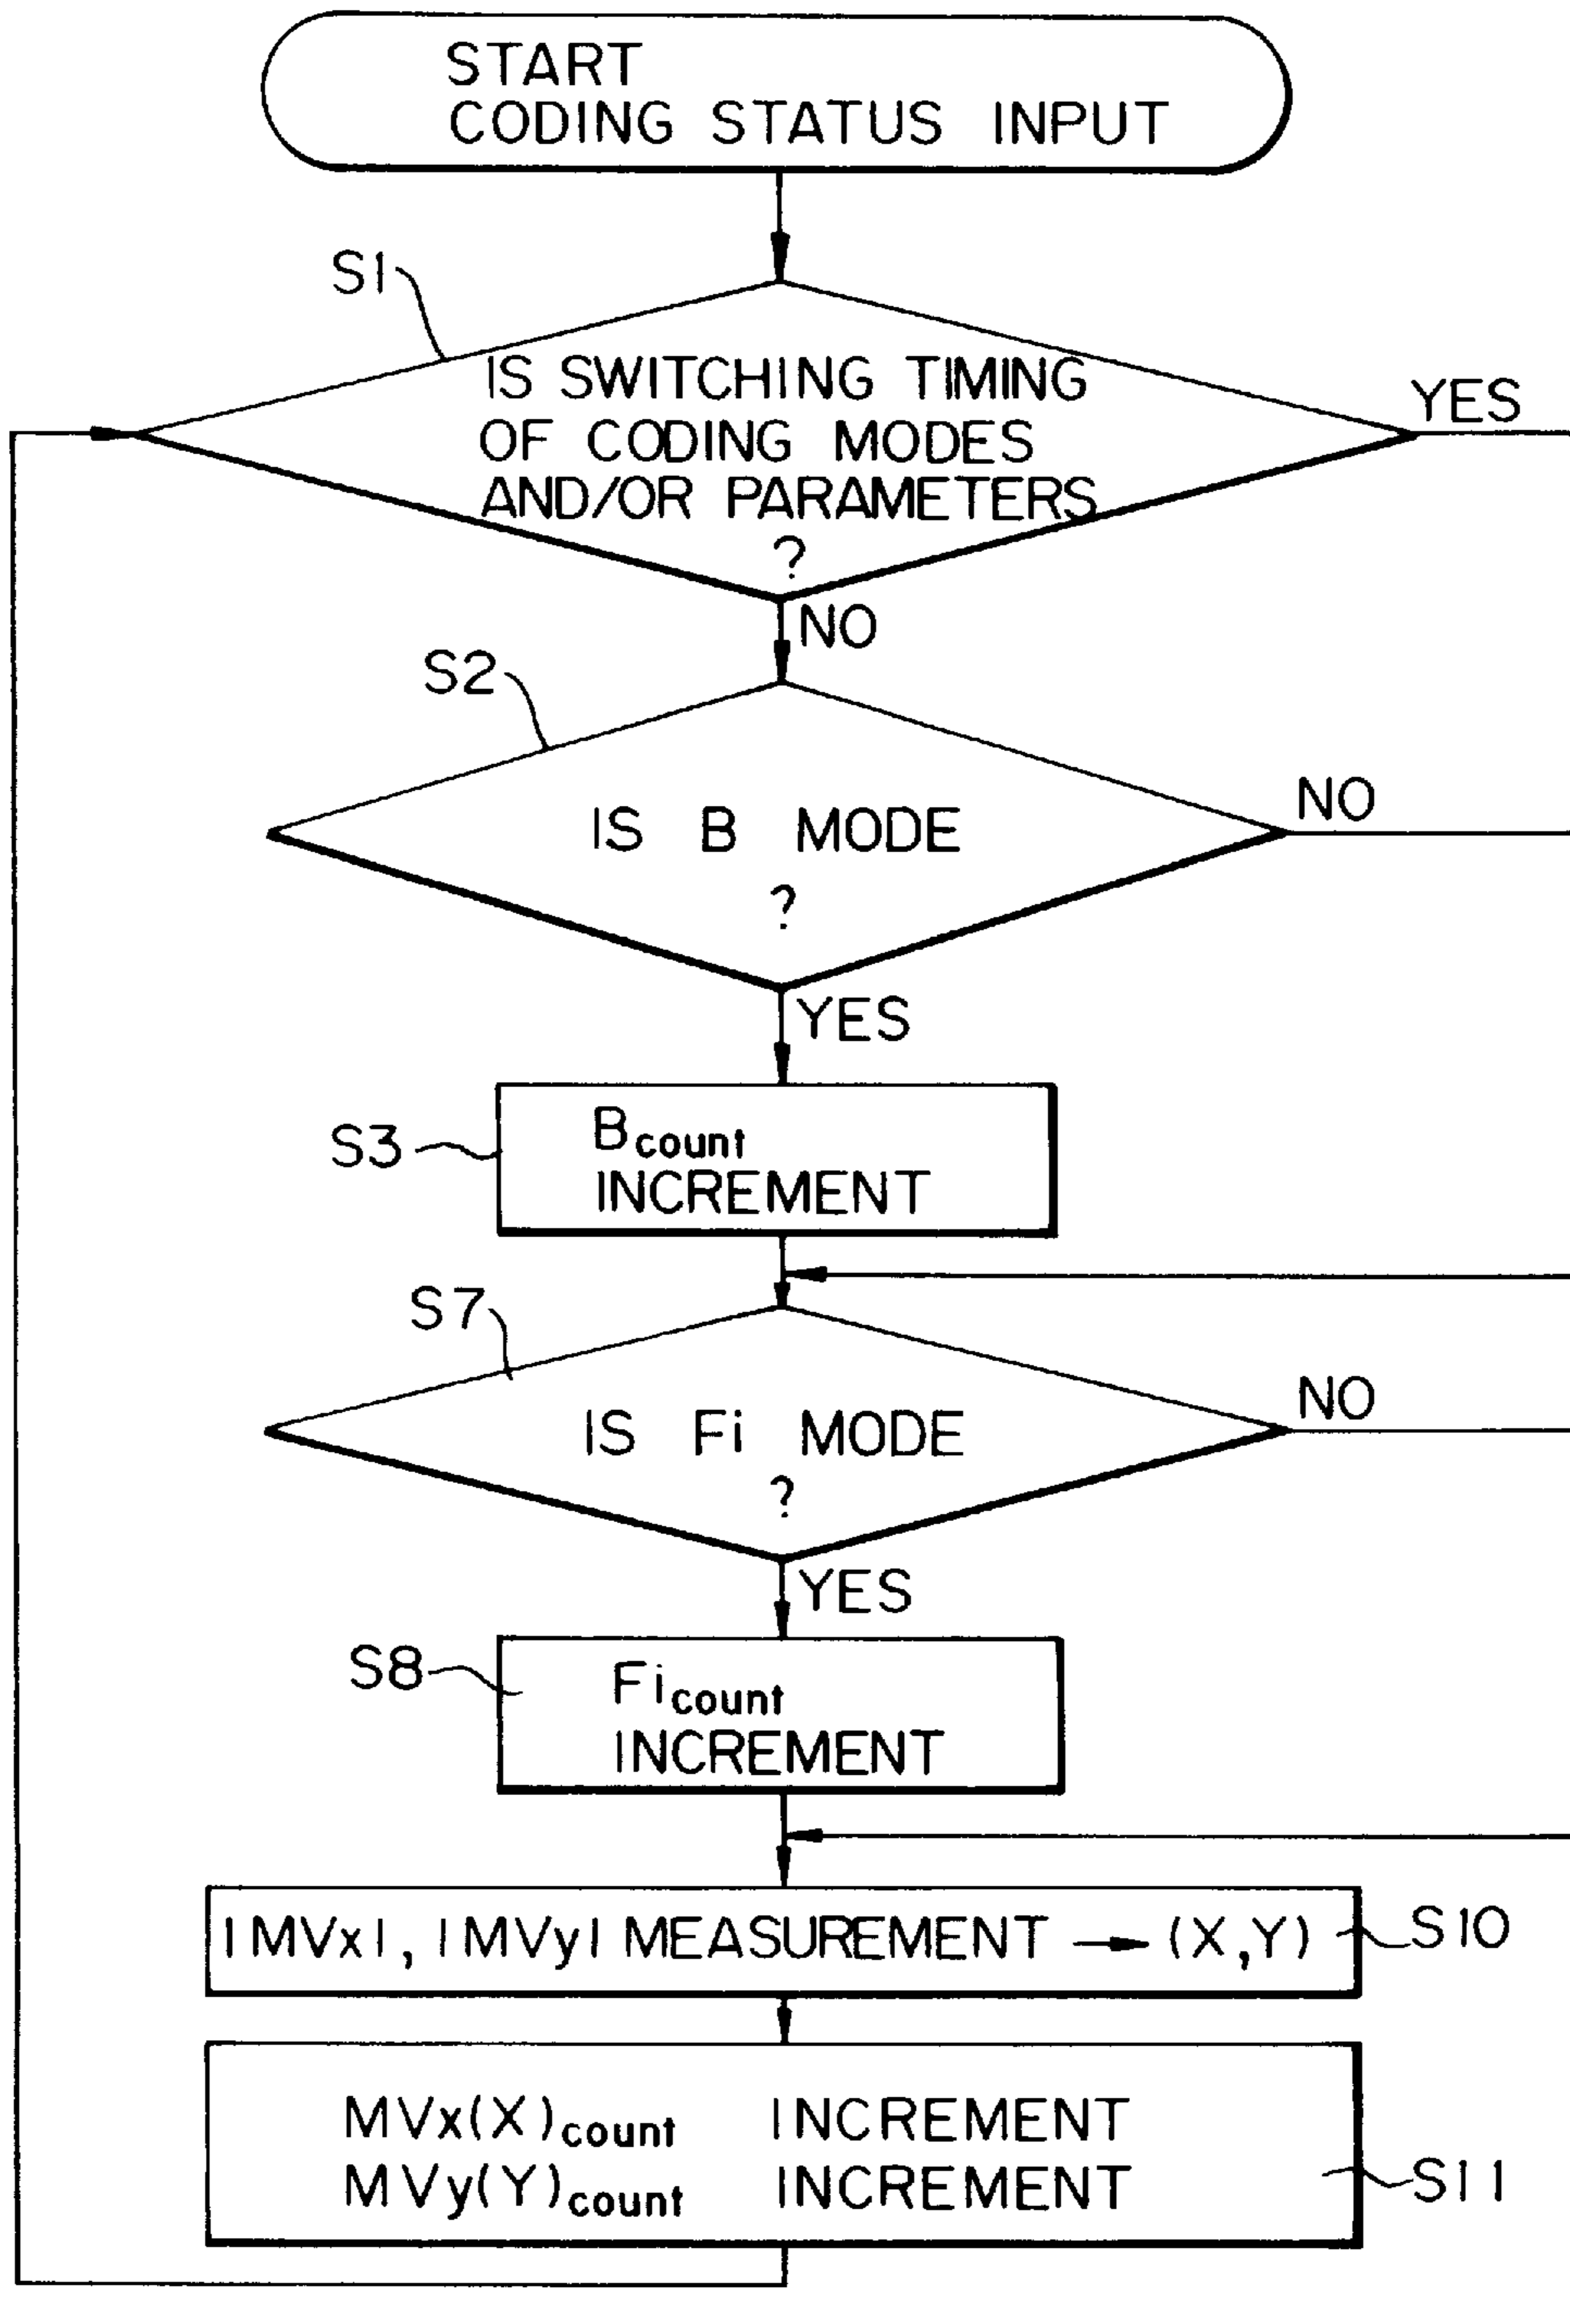 START
CODING STATUS INPUT
S1
IS SWITCHING TIMING
OF CODING MODES
AND/OR PARAMETERS
?
YES
NO
S2
IS B MODE
?
NO
YES
S3
Bcount
INCREMENT
S7
IS Fi MODE
?
NO
YES
S8
Ficount
INCREMENT
|MVx|, |MVy| MEASUREMENT → (X,Y)
S10
MVx(X)count INCREMENT
MVy(Y)count INCREMENT
S11